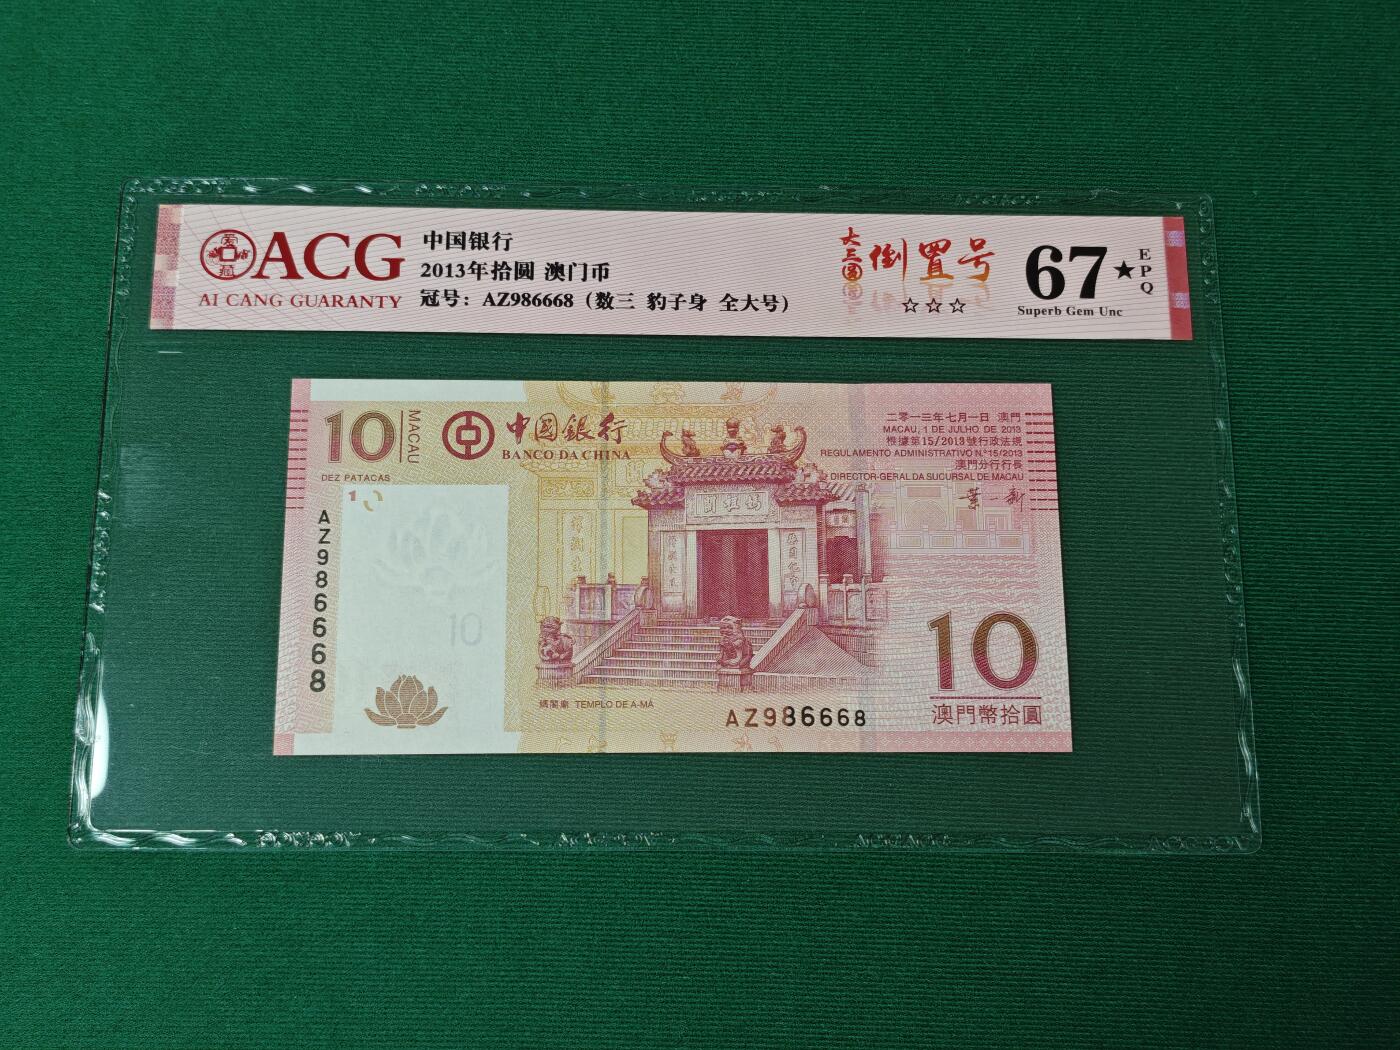 ACG
AI CANG GUARANTY
中国银行
2013年拾圆 澳门币
冠号：AZ986668（数三 豹子身 全大号）
大三圆
倒置号
☆☆☆
67★
EPQ
Superb Gem Unc
10
MACAU
DEZ PATACAS
中国銀行
BANCO DA CHINA
二零一三年七月一日 澳門
MACAU, 1 DE JULHO DE 2013
根據第15/2013號行政法規
REGULAMENTO ADMINISTRATIVO N.º 15/2013
澳門分行行長
DIRECTOR-GERAL DA SUCURSAL DE MACAU
10
AZ986668
10
媽閣廟 TEMPLO DE A-MÁ
AZ986668
10
澳門幣拾圓